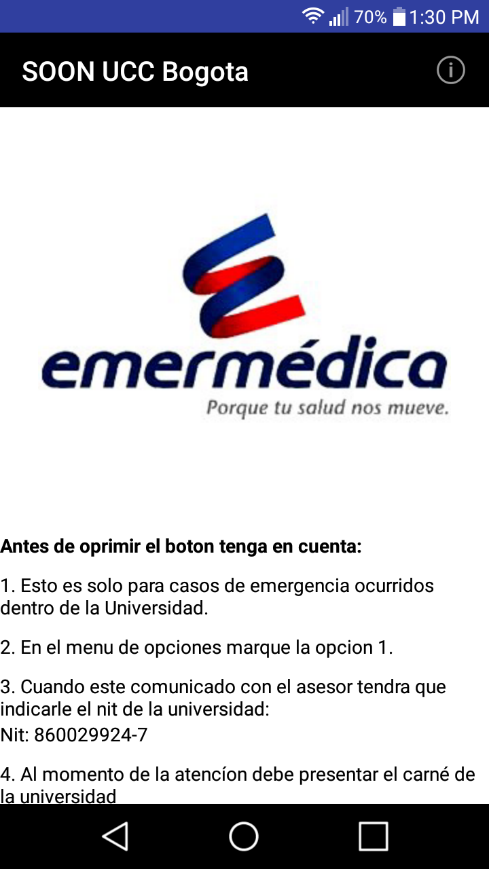 70% 1:30 PM
SOON UCC Bogota
emermédica
Porque tu salud nos mueve.
Antes de oprimir el boton tenga en cuenta:
1. Esto es solo para casos de emergencia ocurridos
dentro de la Universidad.
2. En el menu de opciones marque la opcion 1.
3. Cuando este comunicado con el asesor tendra que
indicarle el nit de la universidad:
Nit: 860029924-7
4. Al momento de la atencíon debe presentar el carné de
la universidad